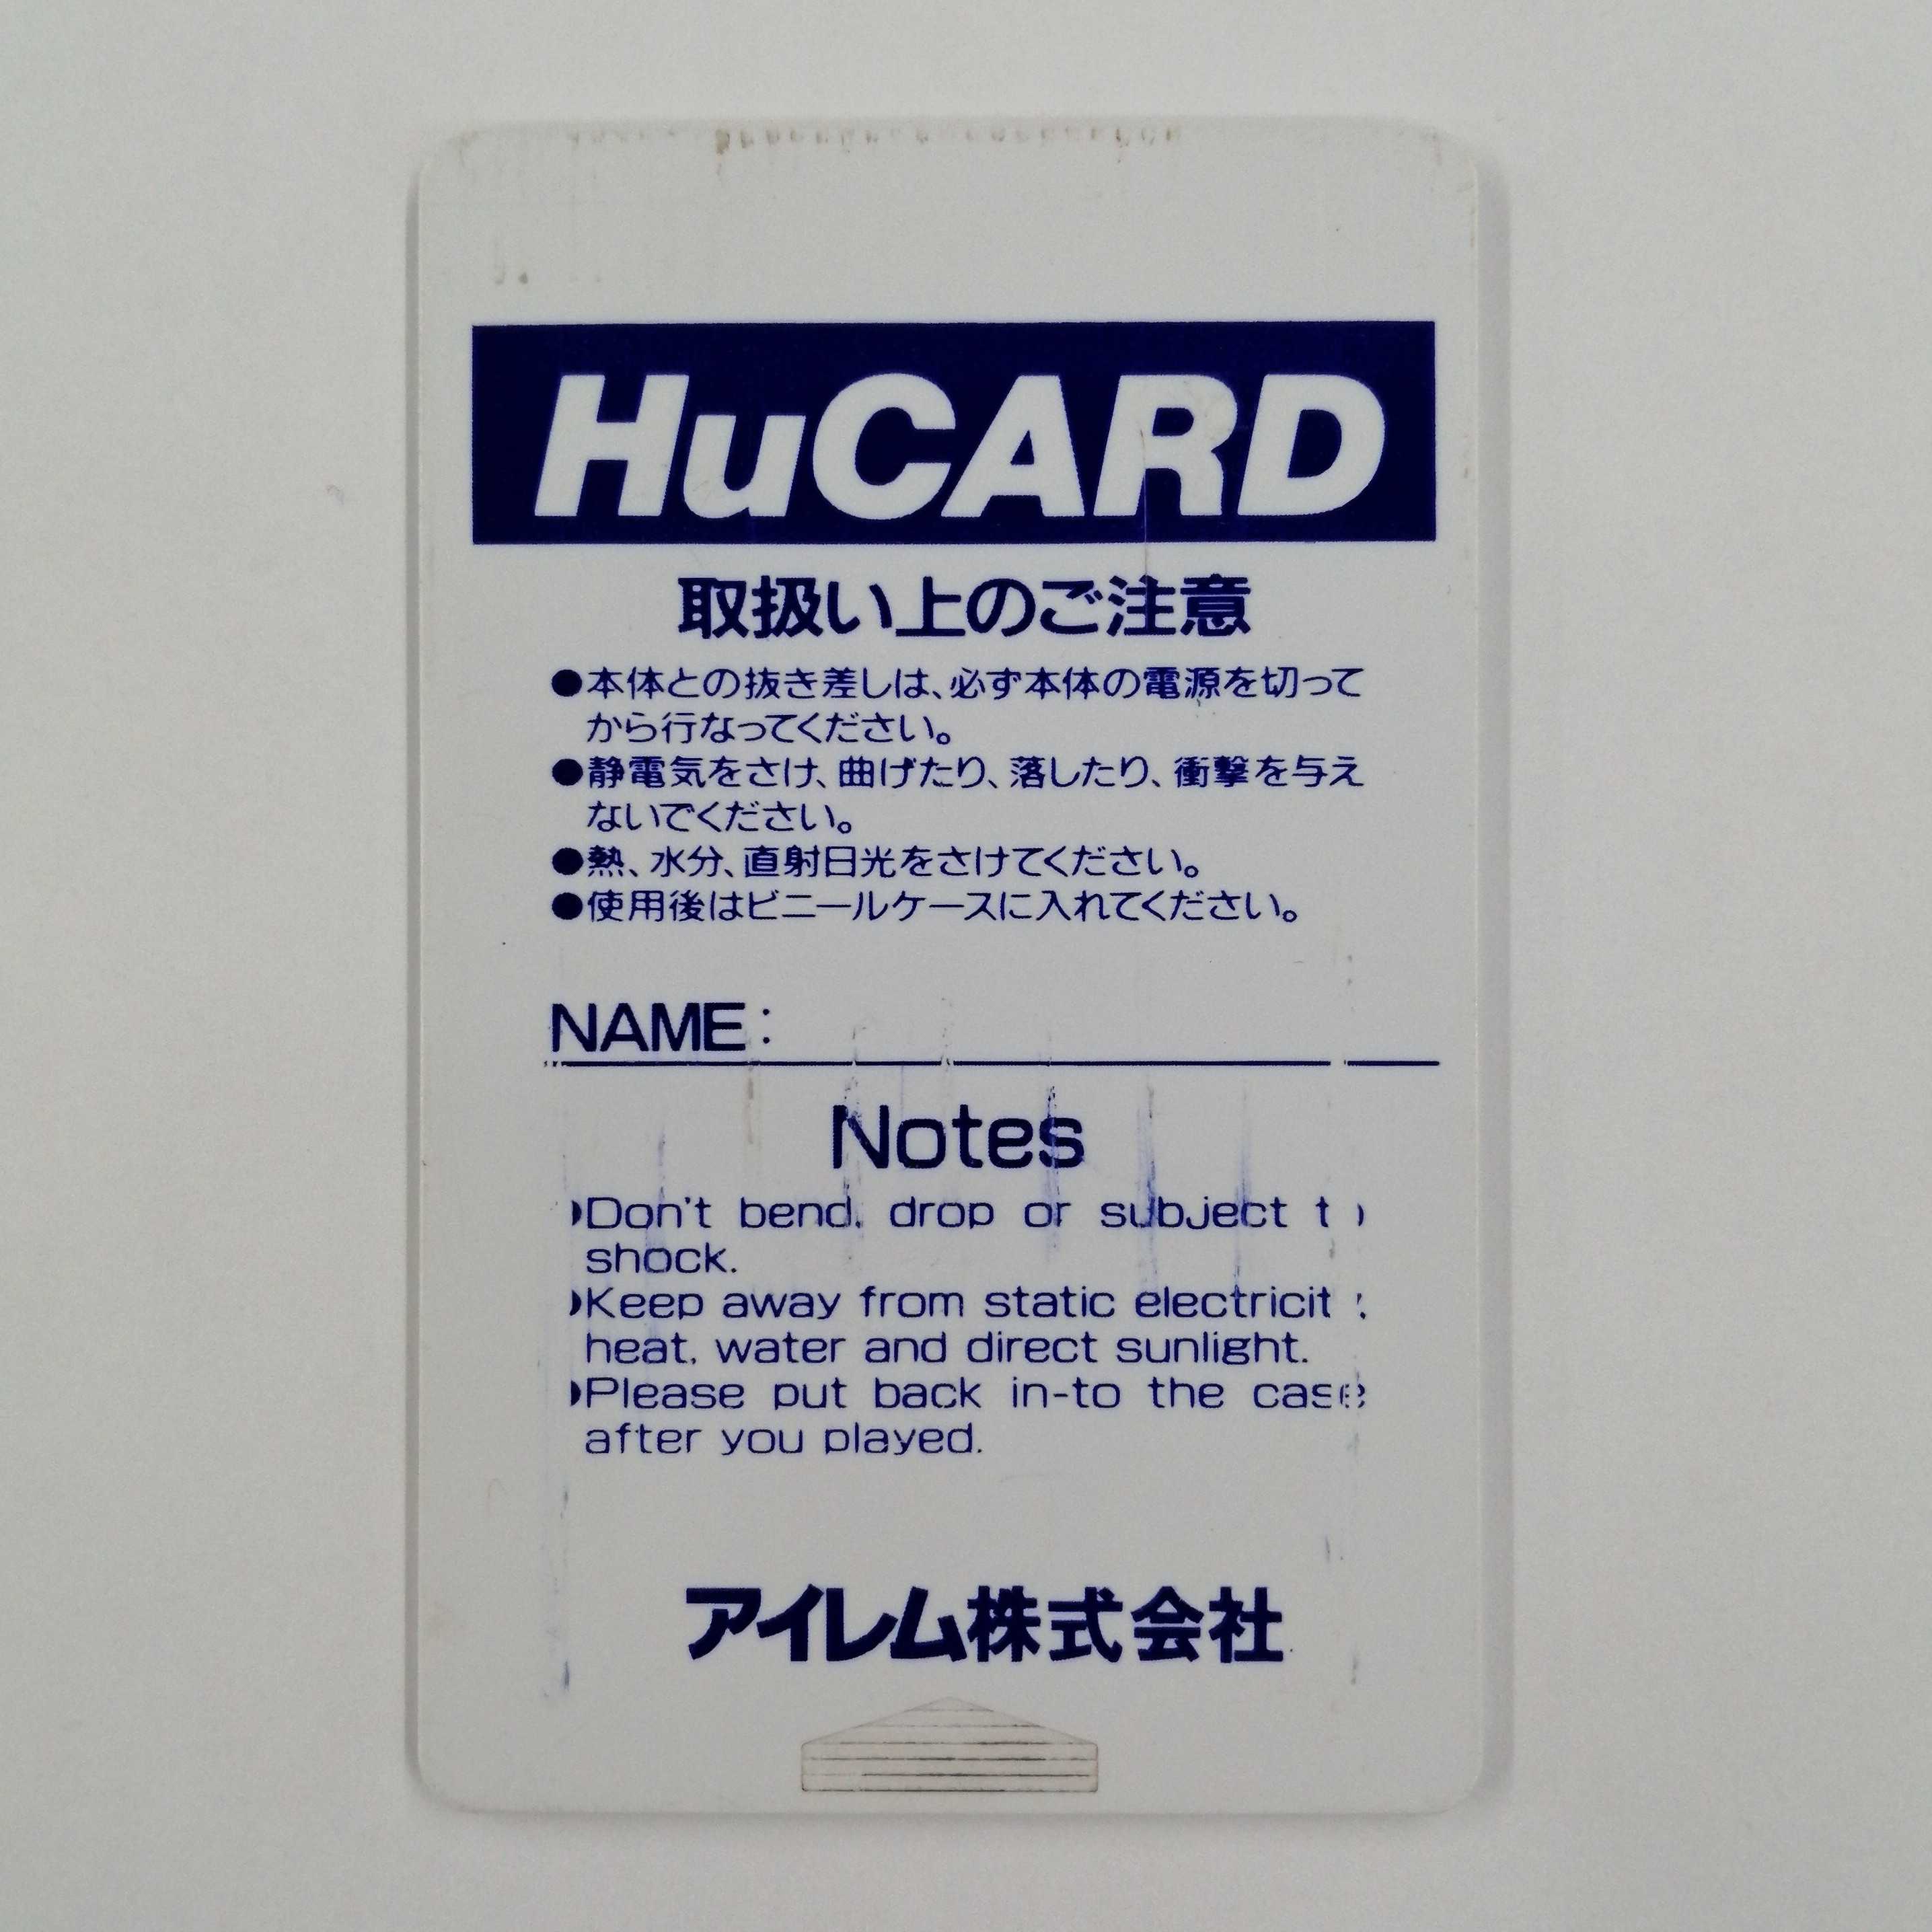 HuCARD
取扱い上のご注意
●本体との抜き差しは、必ず本体の電源を切って
から行なってください。
●静電気をさけ、曲げたり、落したり、衝撃を与え
ないでください。
●熱、水分、直射日光をさけてください。
●使用後はビニールケースに入れてください。
NAME:
Notes
●Don't bend, drop or subject to
shock.
●Keep away from static electricity,
heat, water and direct sunlight.
●Please put back in-to the case
after you played.
アイレム株式会社